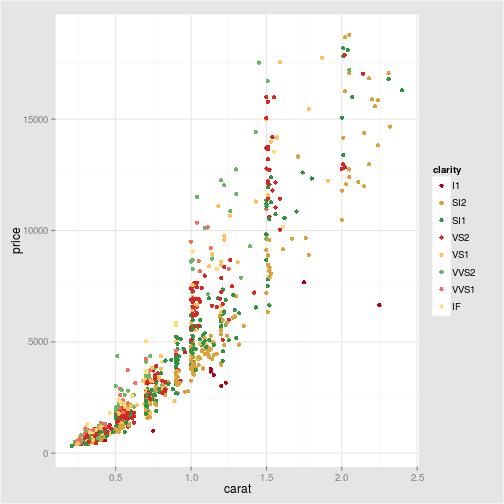 price
15000
10000
5000
0
0.5 1.0 1.5 2.0 2.5
carat
clarity
I1
SI2
SI1
VS2
VS1
VVS2
VVS1
IF